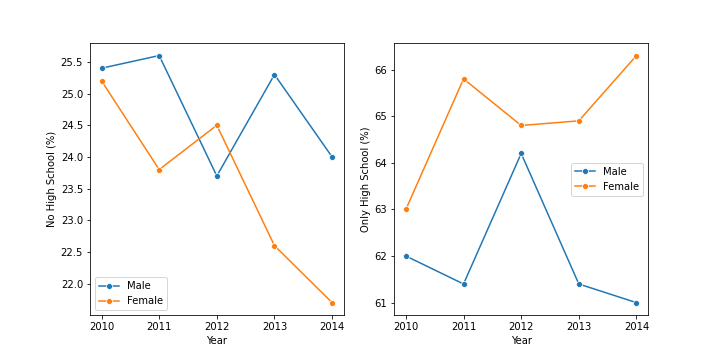 No High School (%)
25.5
25.0
24.5
24.0
23.5
23.0
22.5
22.0
Male
Female
2010 2011 2012 2013 2014
Year
Only High School (%)
66
65
64
63
62
61
Male
Female
2010 2011 2012 2013 2014
Year